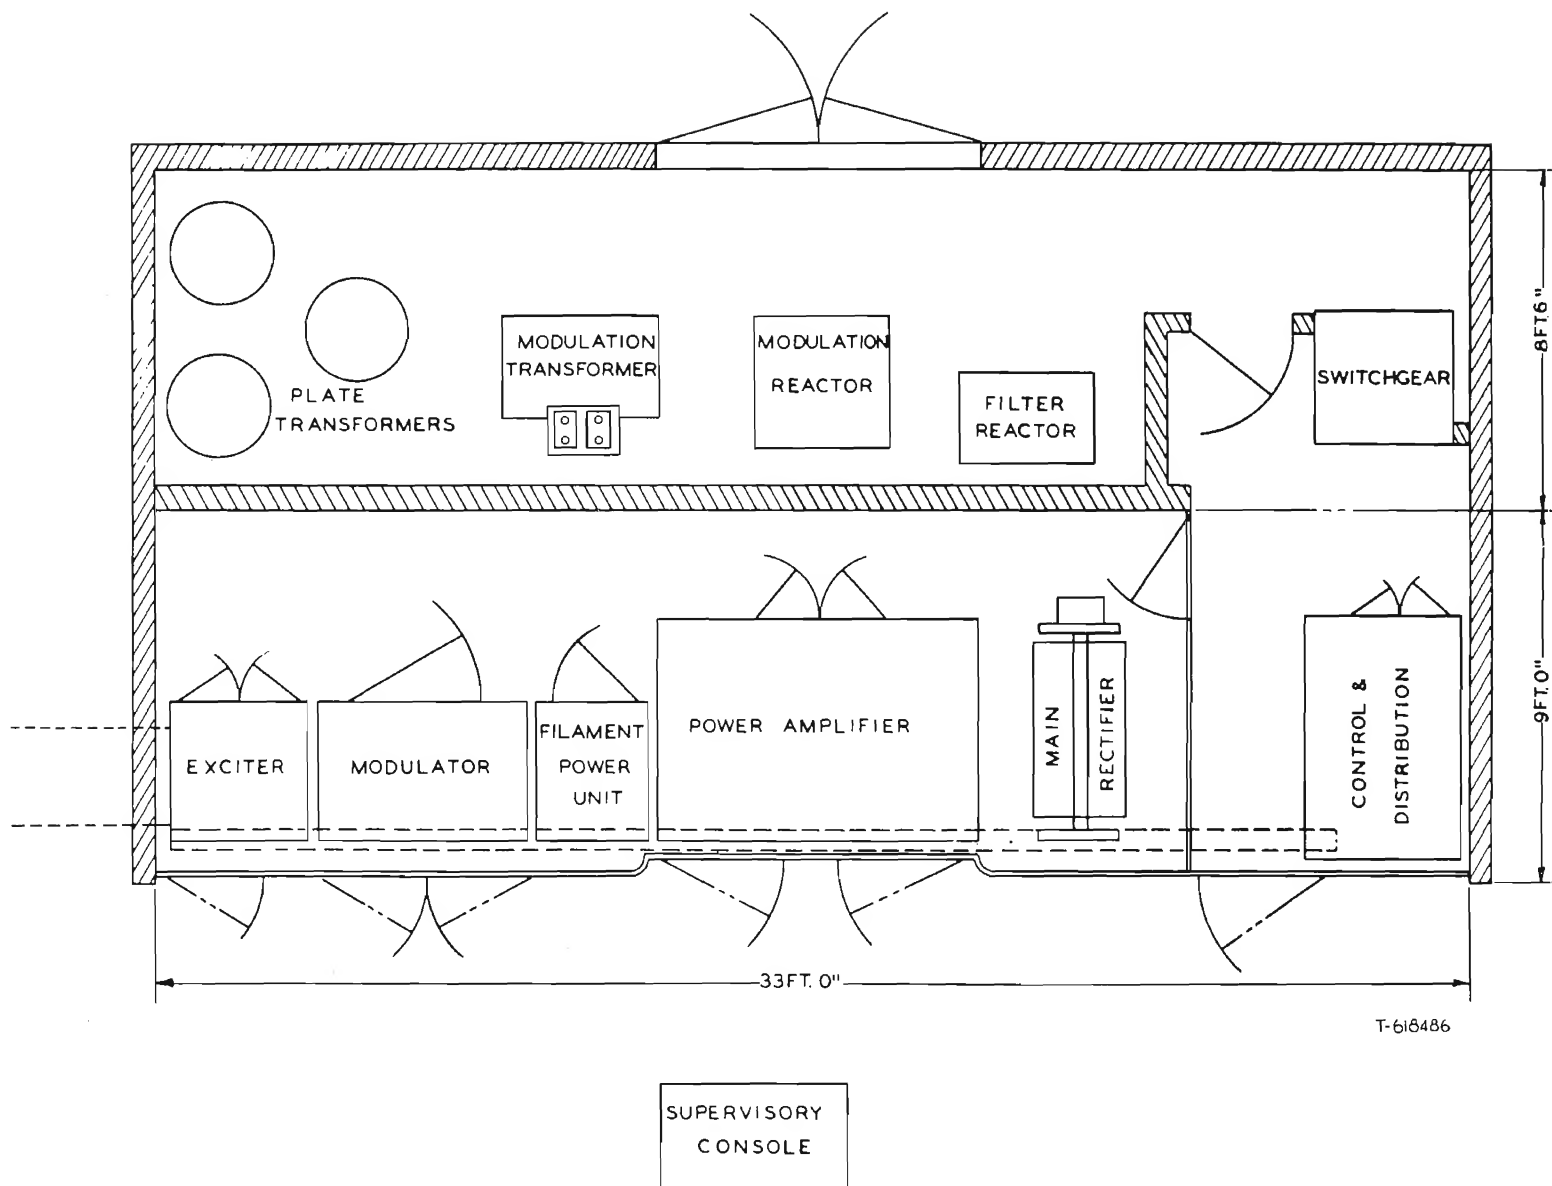 8FT.6"
MODULATION
TRANSFORMER
MODULATION
REACTOR
SWITCHGEAR
PLATE
TRANSFORMERS
FILTER
REACTOR
9FT.0"
EXCITER
MODULATOR
FILAMENT
POWER
UNIT
POWER AMPLIFIER
MAIN
RECTIFIER
CONTROL &
DISTRIBUTION
33FT. 0"
T-618486
SUPERVISORY
CONSOLE